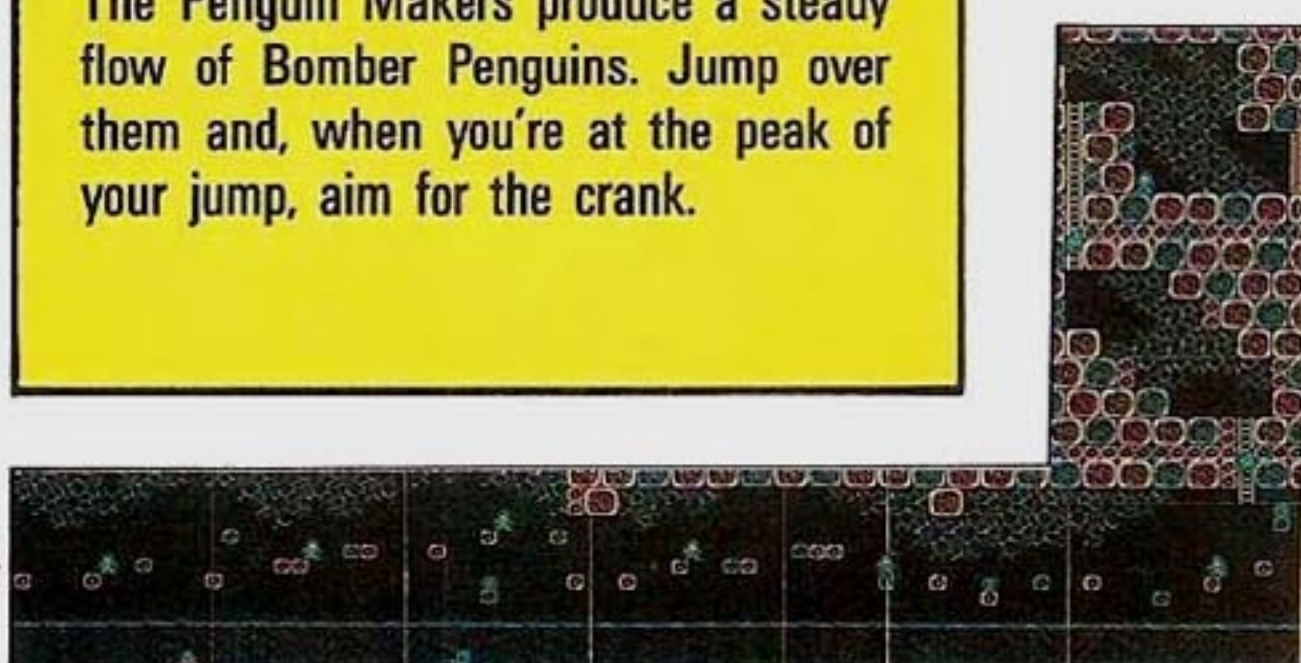 The Penguin Makers produce a steady
flow of Bomber Penguins. Jump over
them and, when you're at the peak of
your jump, aim for the crank.